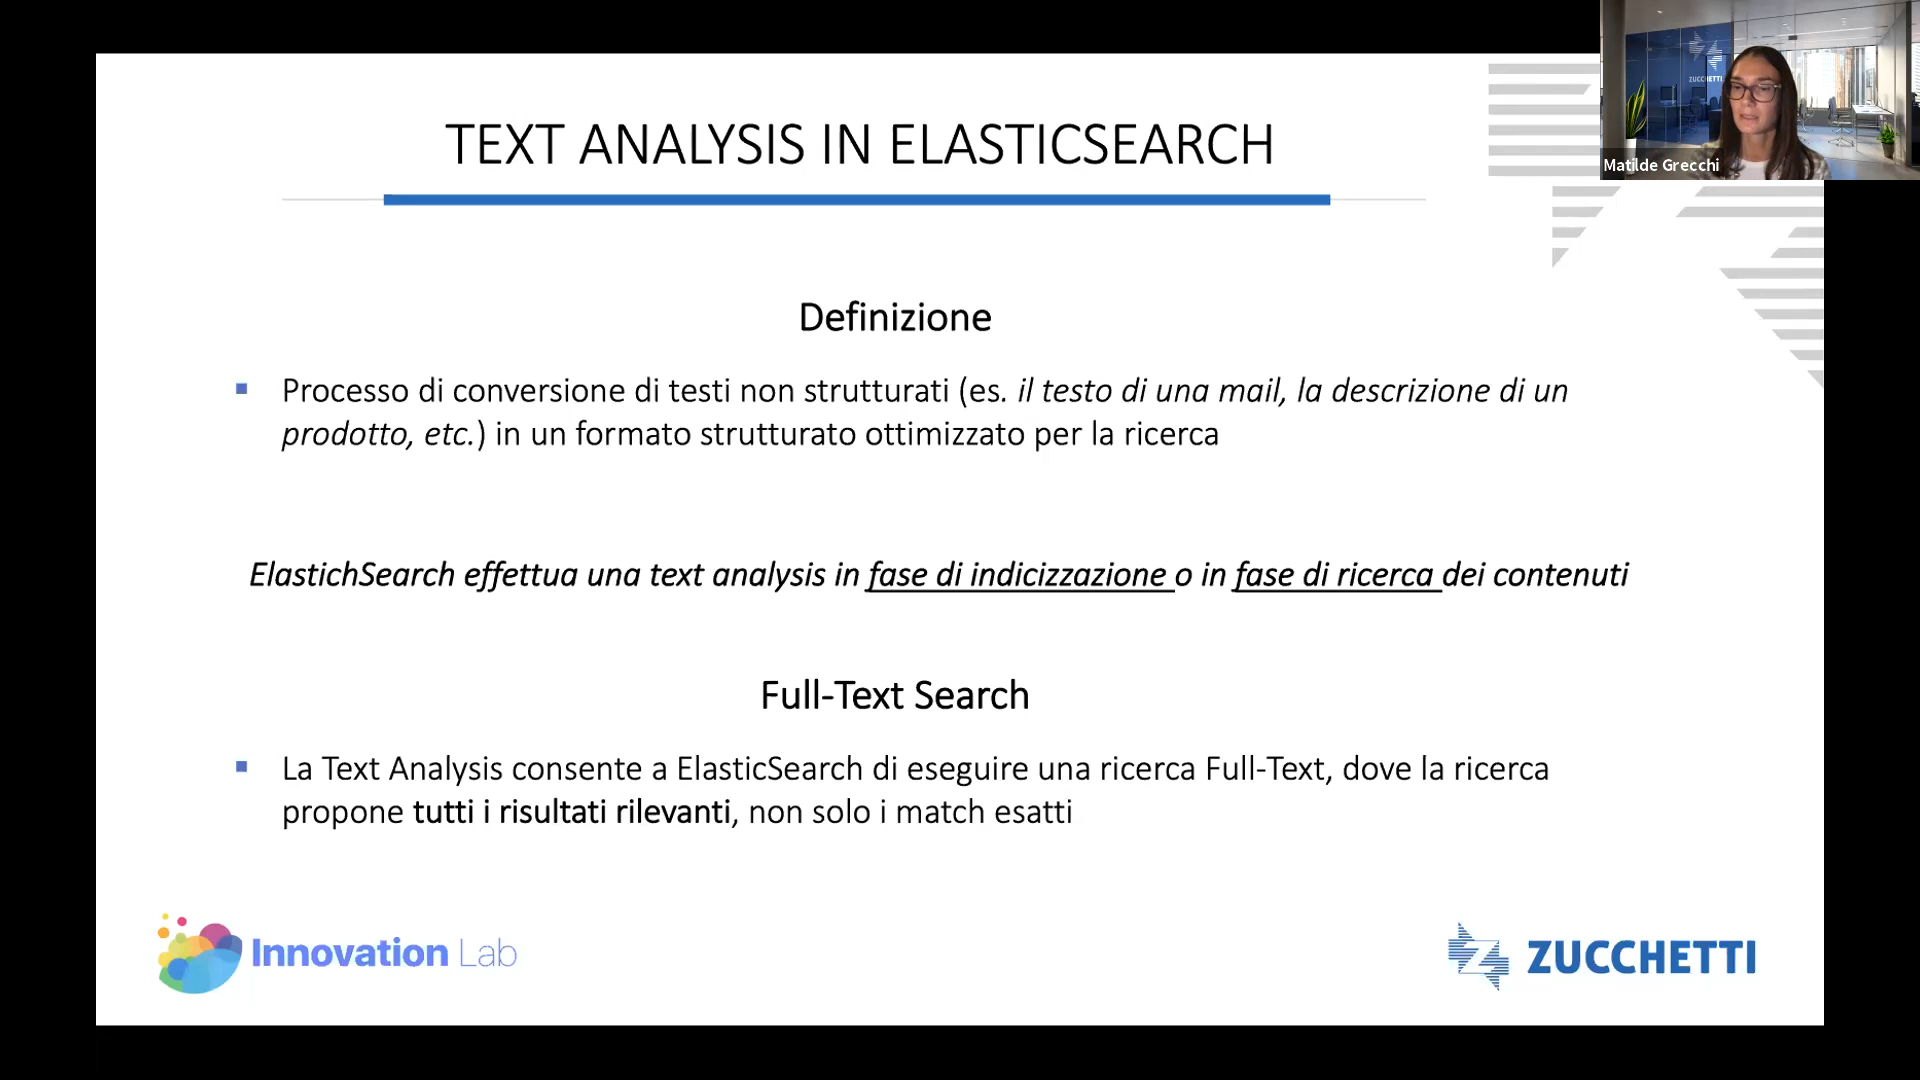 TEXT ANALYSIS IN ELASTICSEARCH
ZUCCHETTI
Matilde Grecchi
Definizione
▪ Processo di conversione di testi non strutturati (es. il testo di una mail, la descrizione di un
prodotto, etc.) in un formato strutturato ottimizzato per la ricerca
ElastichSearch effettua una text analysis in fase di indicizzazione o in fase di ricerca dei contenuti
Full-Text Search
▪ La Text Analysis consente a ElasticSearch di eseguire una ricerca Full-Text, dove la ricerca
propone tutti i risultati rilevanti, non solo i match esatti
Innovation Lab
ZUCCHETTI